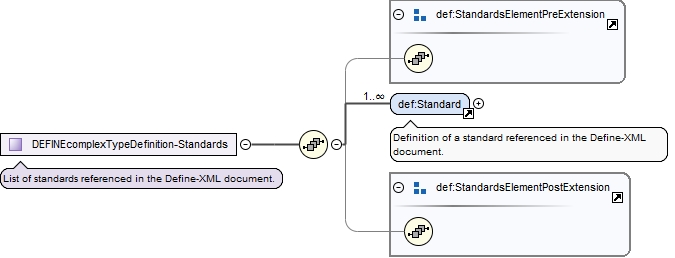 def:StandardsElementPreExtension
1..∞
def:Standard
Definition of a standard referenced in the Define-XML
document.
DEFINEcomplexTypeDefinition-Standards
List of standards referenced in the Define-XML document.
def:StandardsElementPostExtension